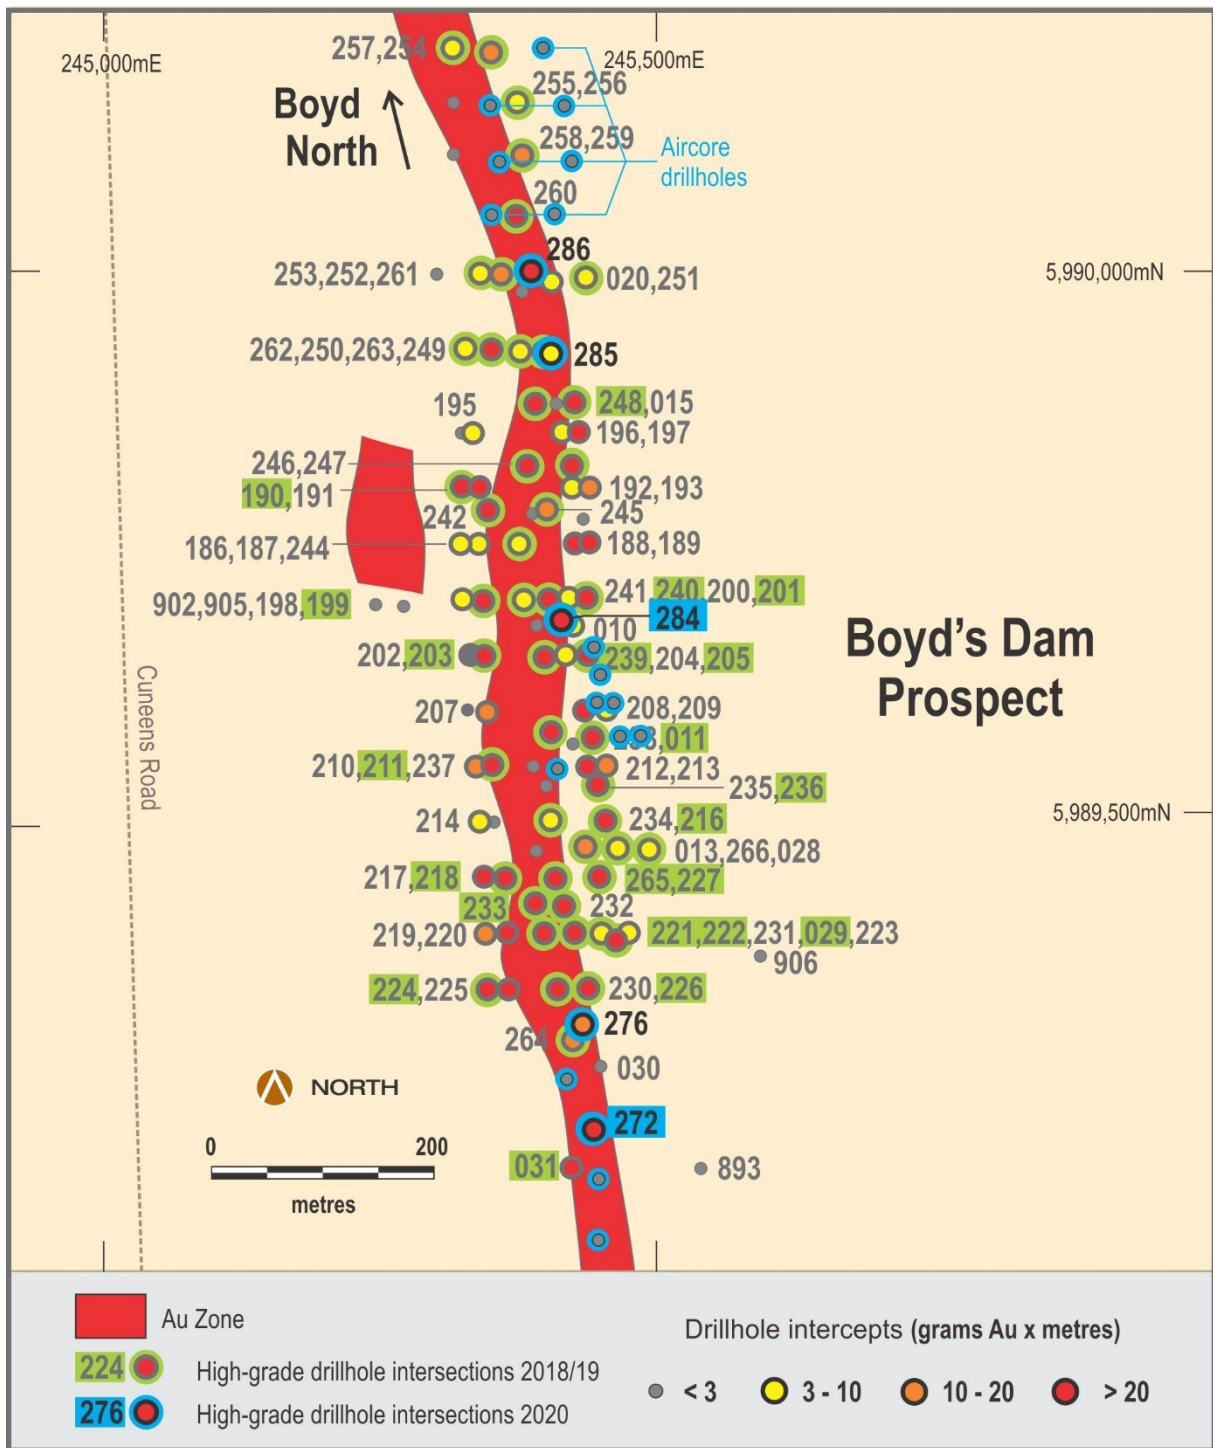 257,254
245,000mE
245,500mE
255,256
Boyd
North
258,259
Aircore
drillholes
260
286
253,252,261
020,251
5,990,000mN
262,250,263,249
285
195
248,015
196,197
246,247
190,191
192,193
242
245
186,187,244
188,189
902,905,198,199
241,240,200,201
284
010
Boyd's Dam
Prospect
202,203
239,204,205
Cuneens Road
207
208,209
,011
210,211,237
212,213
235,236
214
234,216
5,989,500mN
013,266,028
217,218
265,227
233
232
219,220
221,222,231,029,223
906
224,225
230,226
276
264
030
NORTH
272
0
200
metres
031
893
Au Zone
Drillhole intercepts (grams Au x metres)
224
High-grade drillhole intersections 2018/19
276
High-grade drillhole intersections 2020
< 3
3 - 10
10 - 20
> 20